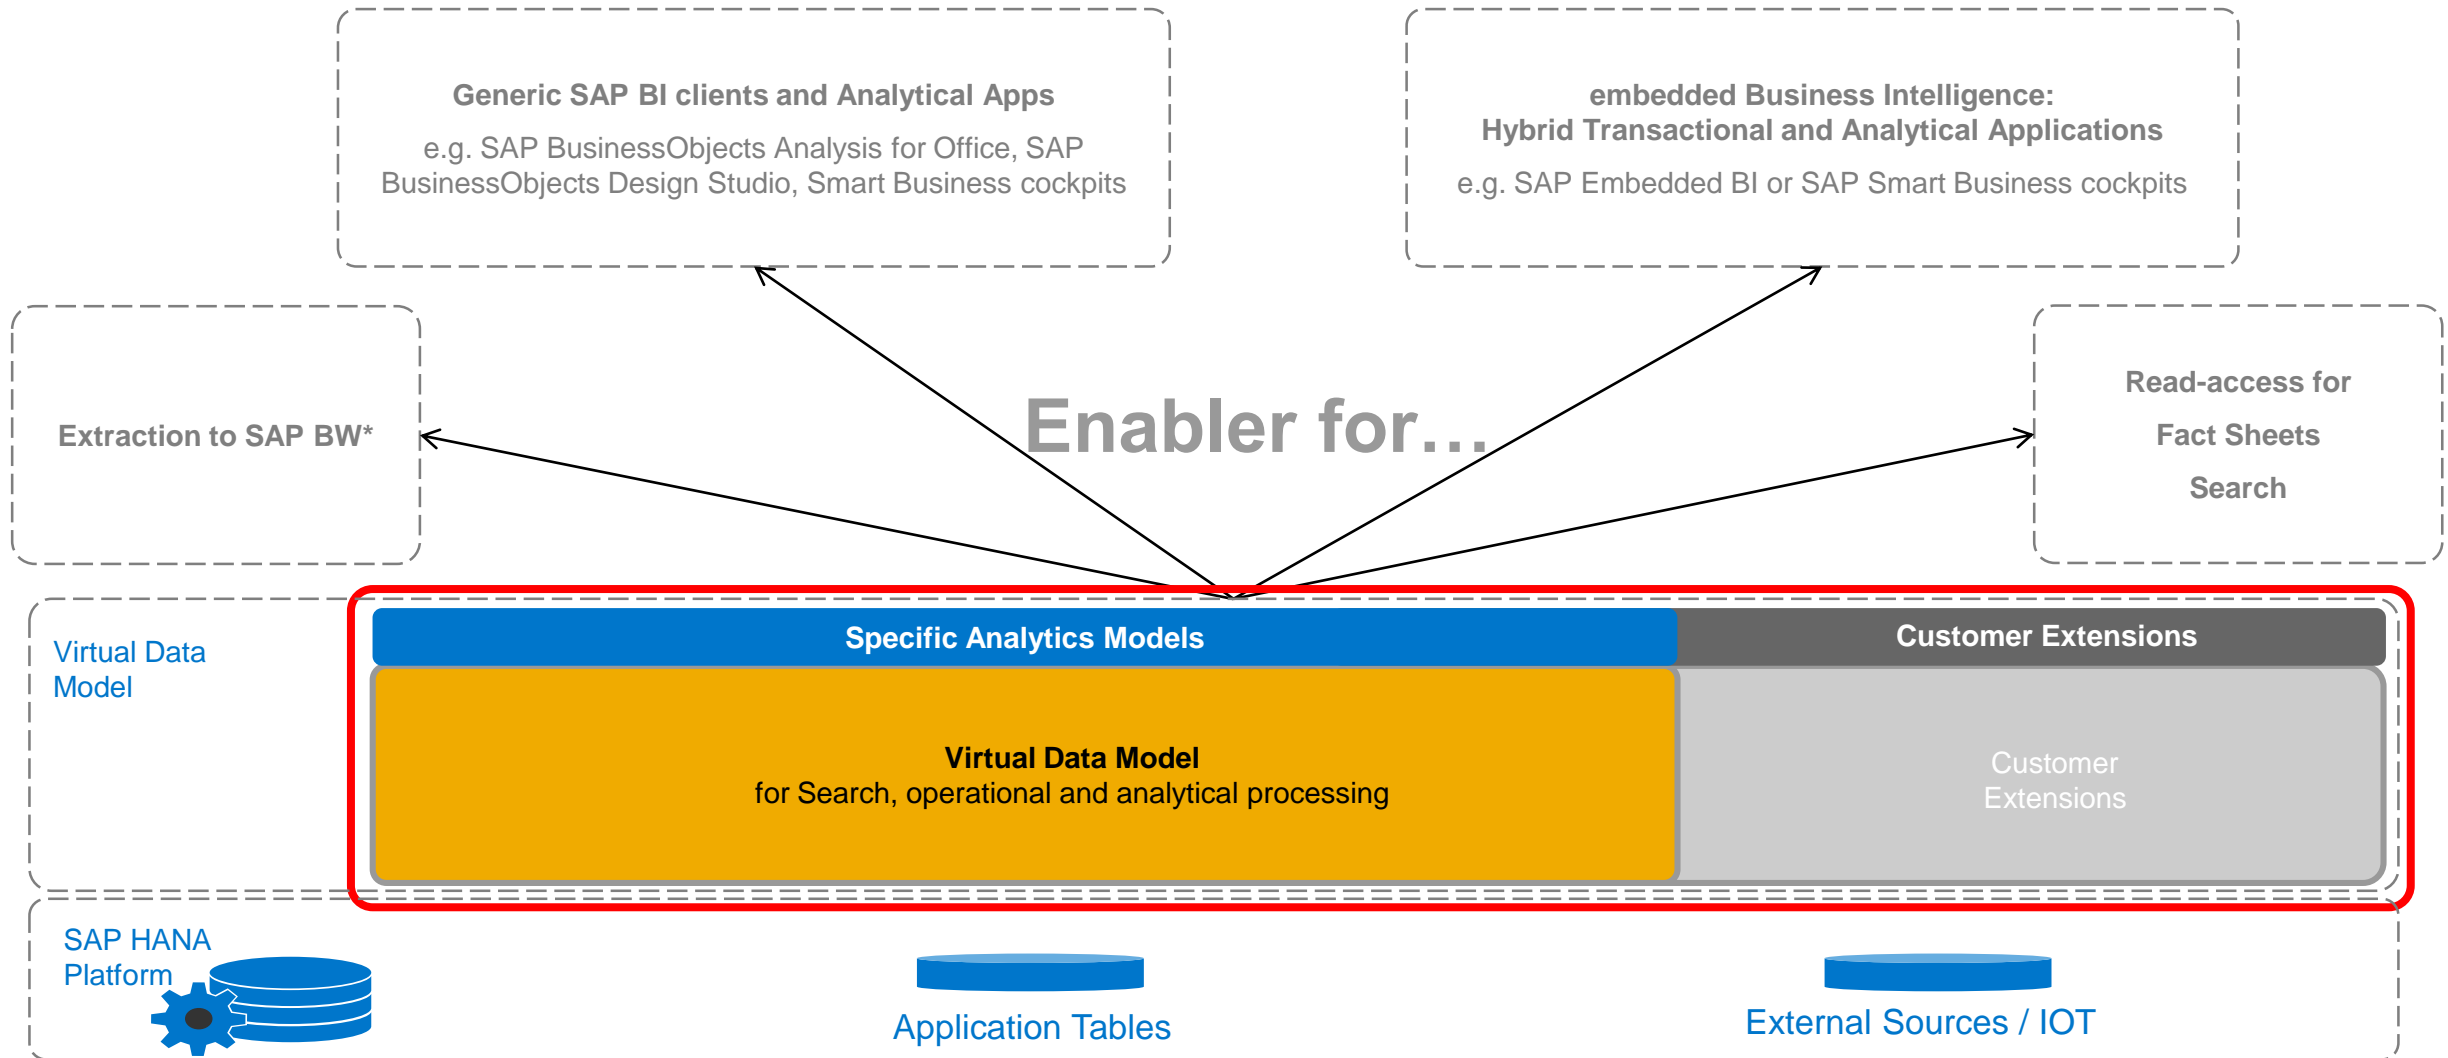 Generic SAP BI clients and Analytical Apps
e.g. SAP BusinessObjects Analysis for Office, SAP
BusinessObjects Design Studio, Smart Business cockpits
embedded Business Intelligence:
Hybrid Transactional and Analytical Applications
e.g. SAP Embedded BI or SAP Smart Business cockpits
Extraction to SAP BW*
Enabler for…
Read-access for
Fact Sheets
Search
Virtual Data
Model
Specific Analytics Models
Customer Extensions
Virtual Data Model
for Search, operational and analytical processing
Customer
Extensions
SAP HANA
Platform
Application Tables
External Sources / IOT